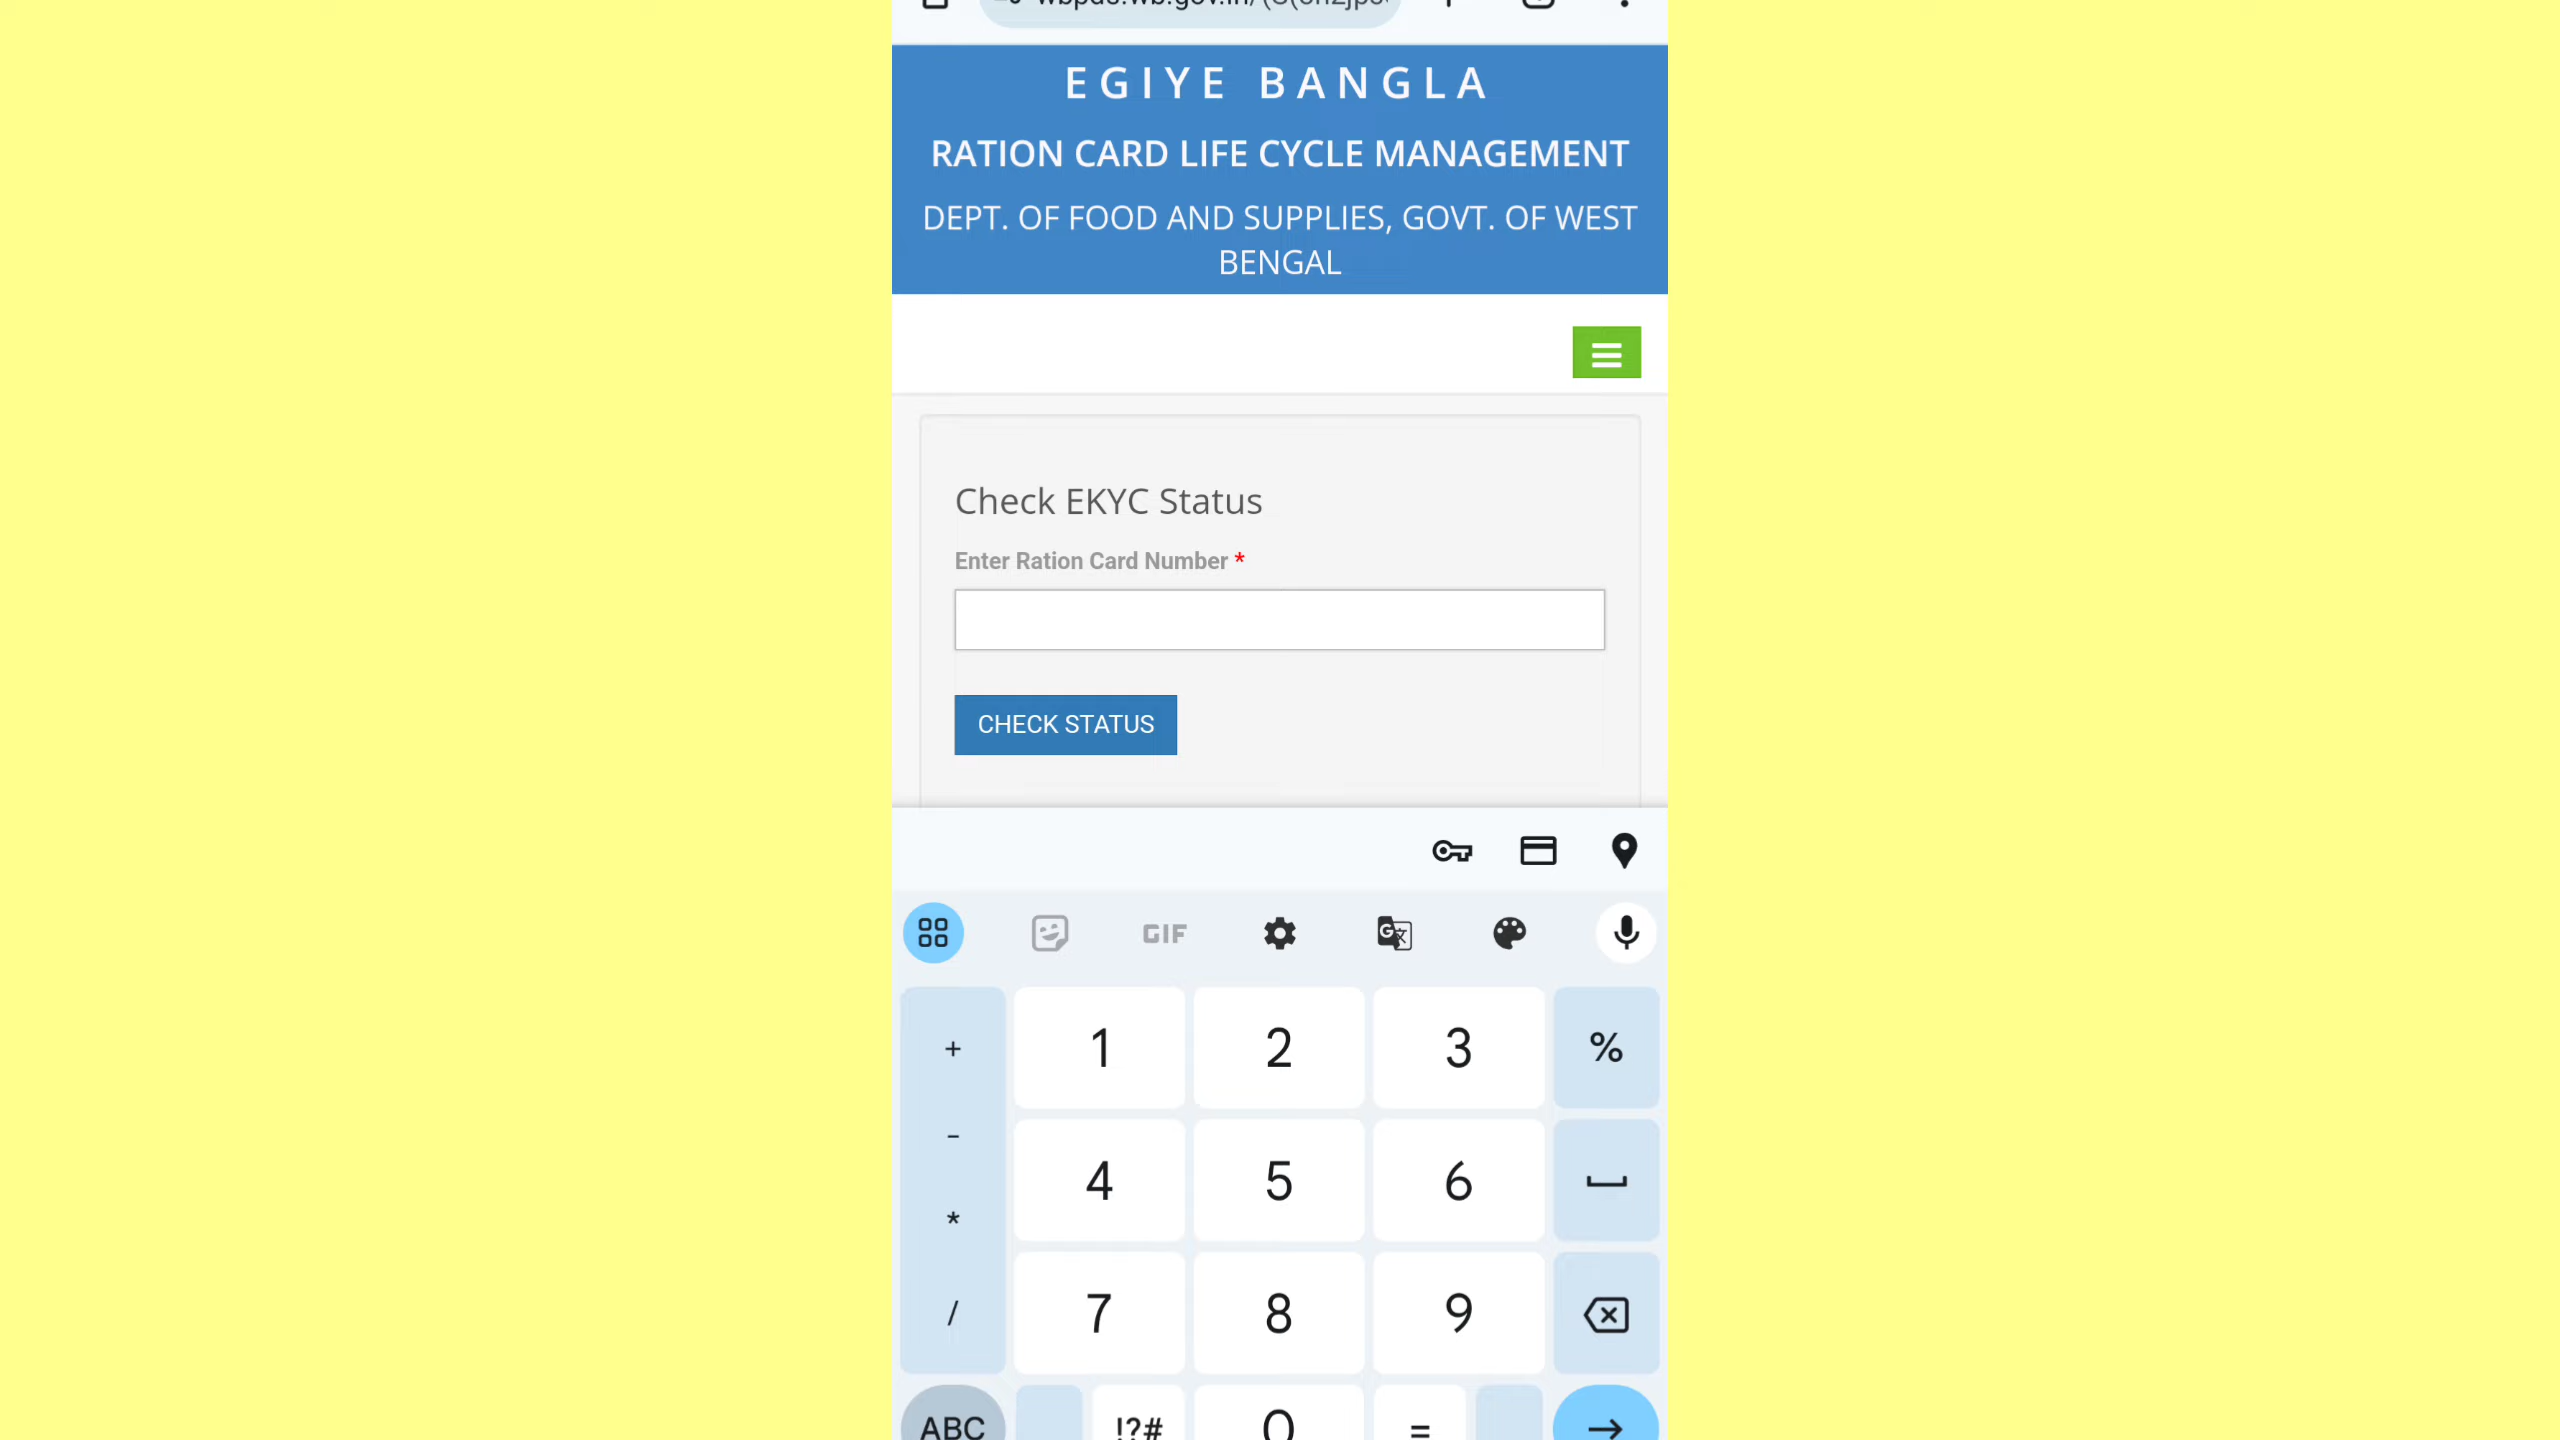 EGIYE BANGLA
RATION CARD LIFE CYCLE MANAGEMENT
DEPT. OF FOOD AND SUPPLIES, GOVT. OF WEST
BENGAL
Check EKYC Status
Enter Ration Card Number *
CHECK STATUS
GIF
+ 1 2 3 %
- 4 5 6
*
/ 7 8 9
ABC !?# 0 =